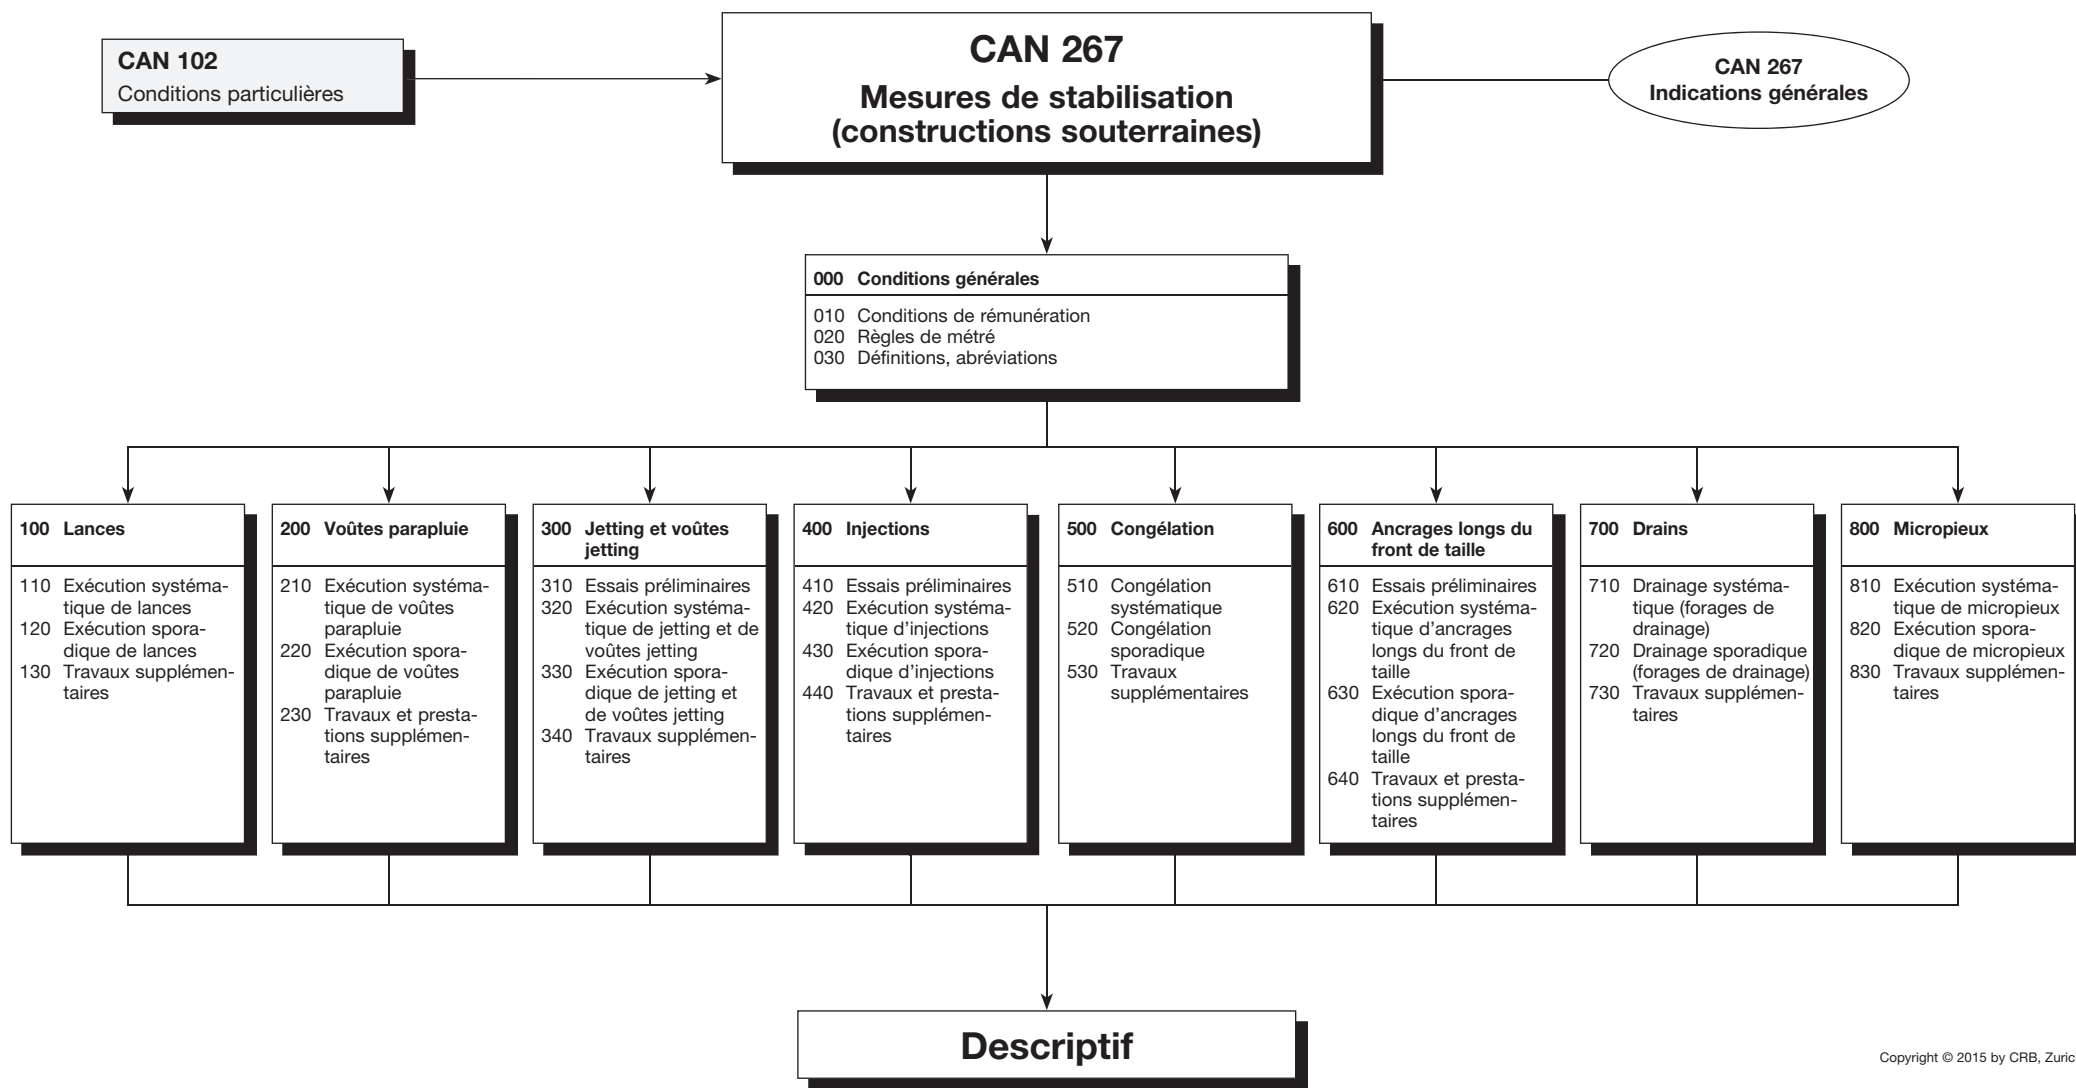 CAN 102
Conditions particulières
CAN 267
Mesures de stabilisation
(constructions souterraines)
CAN 267
Indications générales
000 Conditions générales
010 Conditions de rémunération
020 Règles de métré
030 Définitions, abréviations
100 Lances
110 Exécution systéma-
tique de lances
120 Exécution spora-
dique de lances
130 Travaux supplémen-
taires
200 Voûtes parapluie
210 Exécution systéma-
tique de voûtes
parapluie
220 Exécution spora-
dique de voûtes
parapluie
230 Travaux et presta-
tions supplémen-
taires
300 Jetting et voûtes
jetting
310 Essais préliminaires
320 Exécution systéma-
tique de jetting et de
voûtes jetting
330 Exécution spora-
dique de jetting et
de voûtes jetting
340 Travaux supplémen-
taires
400 Injections
410 Essais préliminaires
420 Exécution systéma-
tique d'injections
430 Exécution spora-
dique d'injections
440 Travaux et presta-
tions supplémen-
taires
500 Congélation
510 Congélation
systématique
520 Congélation
sporadique
530 Travaux
supplémentaires
600 Ancrages longs du
front de taille
610 Essais préliminaires
620 Exécution systéma-
tique d'ancrages
longs du front de
taille
630 Exécution spora-
dique d'ancrages
longs du front de
taille
640 Travaux et presta-
tions supplémen-
taires
700 Drains
710 Drainage systéma-
tique (forages de
drainage)
720 Drainage sporadique
(forages de drainage)
730 Travaux supplémen-
taires
800 Micropieux
810 Exécution systéma-
tique de micropieux
820 Exécution spora-
dique de micropieux
830 Travaux supplémen-
taires
Descriptif
Copyright © 2015 by CRB, Zuric